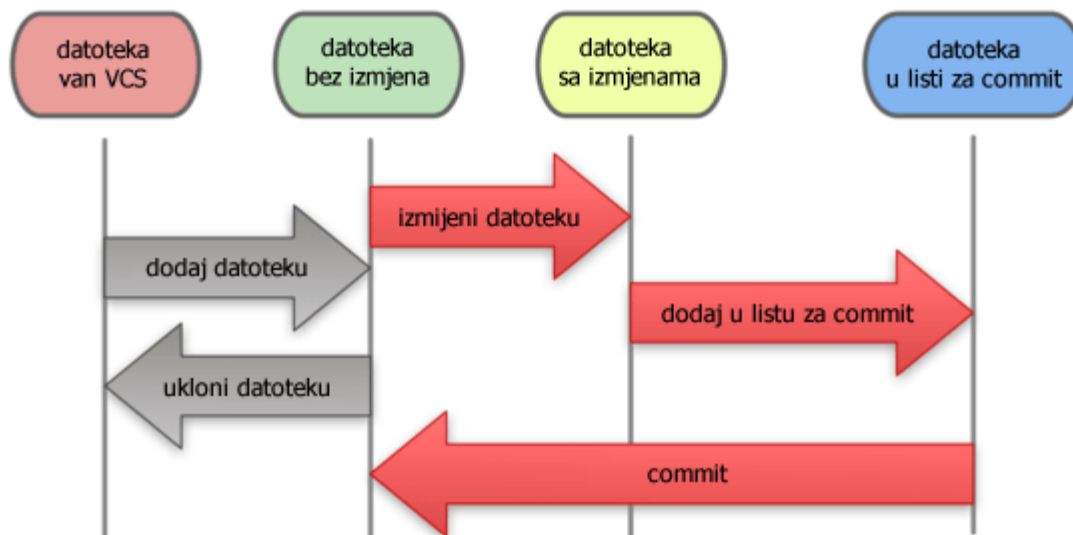 datoteka
van VCS
datoteka
bez izmjena
datoteka
sa izmjenama
datoteka
u listi za commit
izmijeni datoteku
dodaj datoteku
dodaj u listu za commit
ukloni datoteku
commit